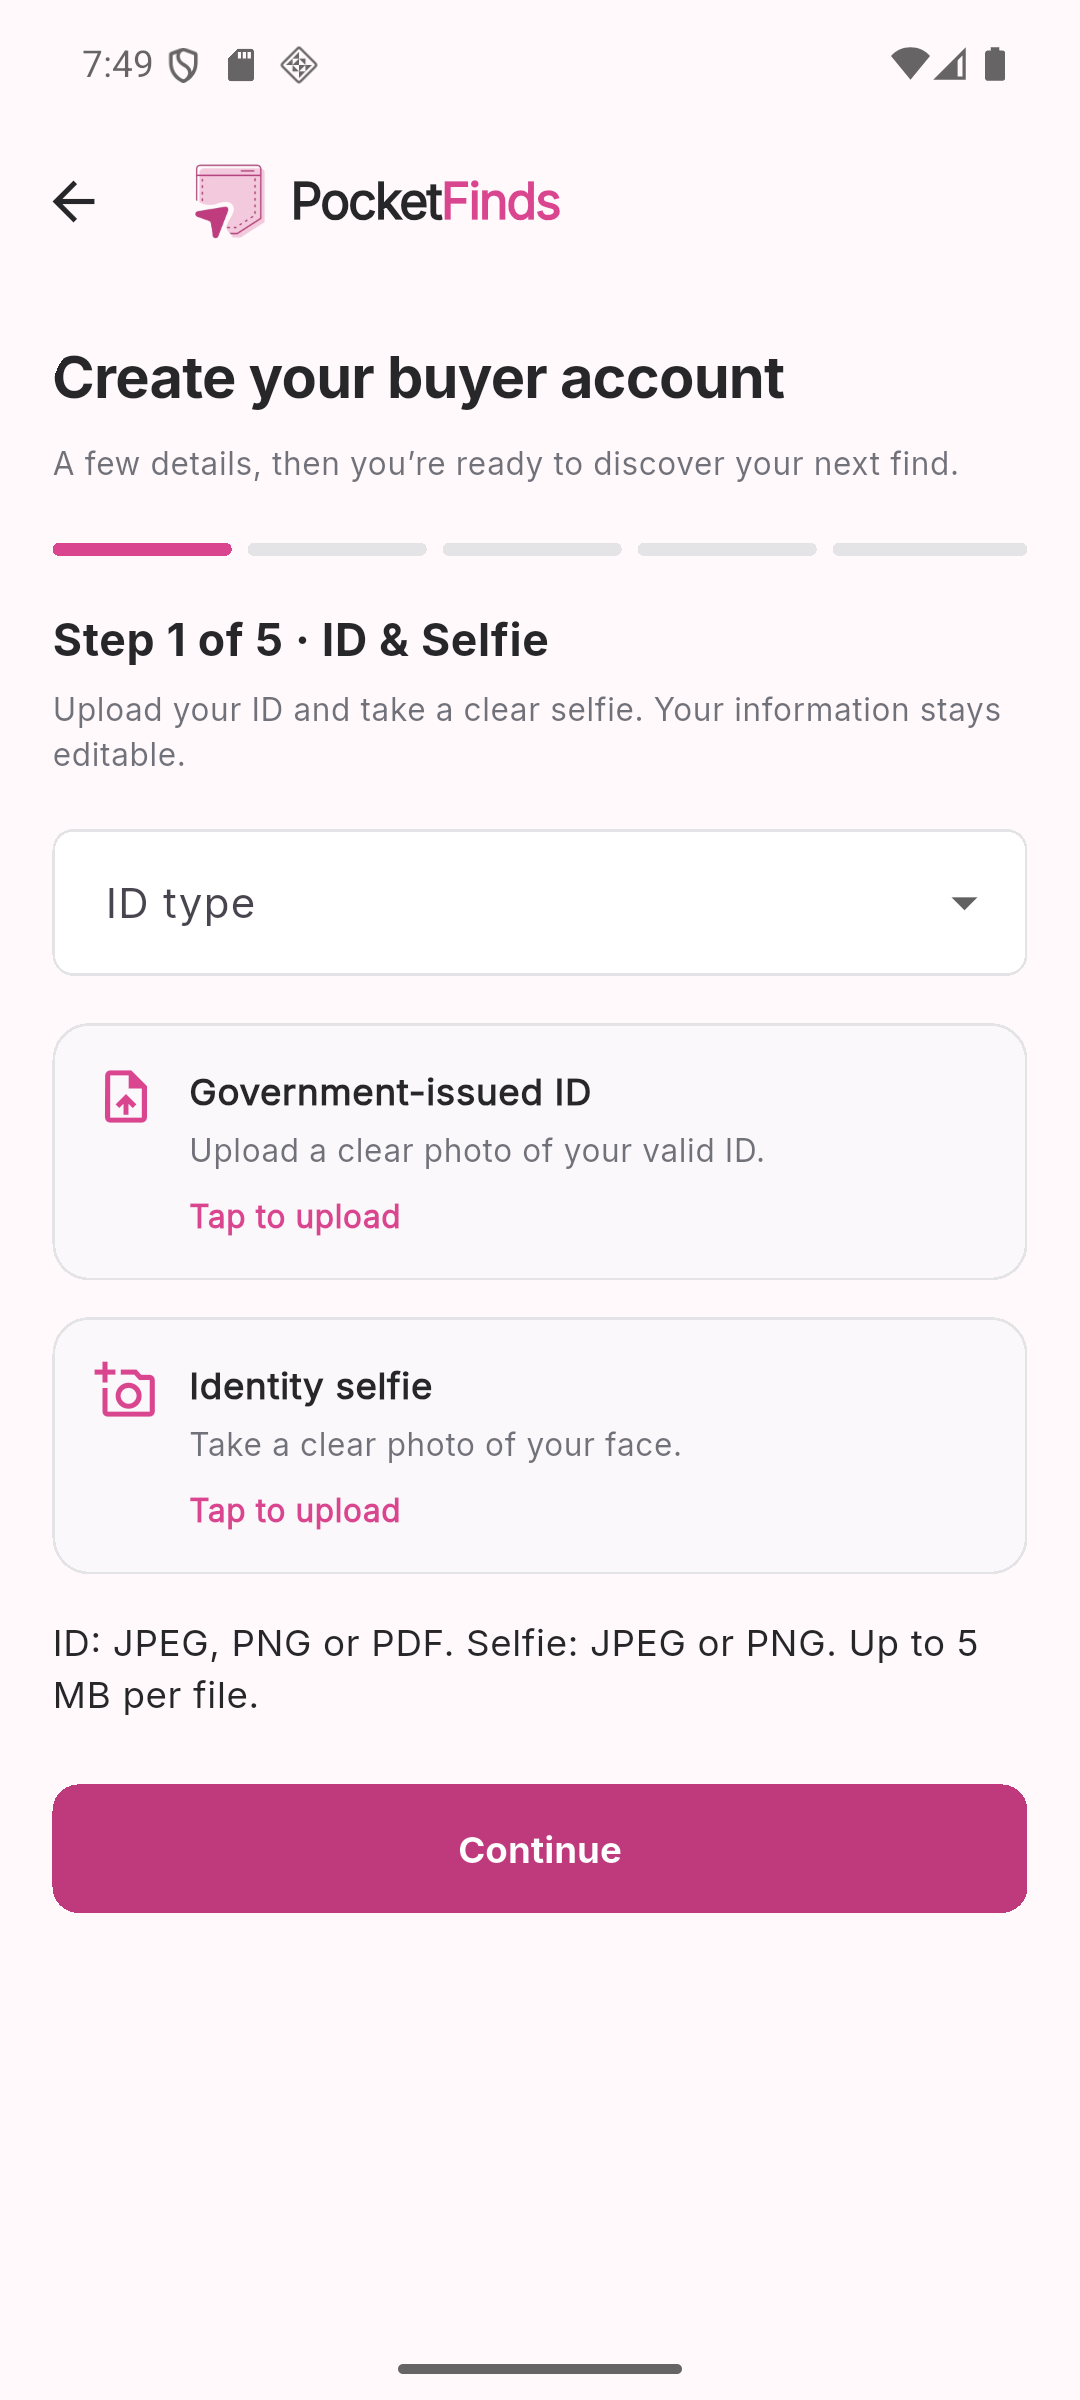 7:49
PocketFinds
Create your buyer account
A few details, then you’re ready to discover your next find.
Step 1 of 5 · ID & Selfie
Upload your ID and take a clear selfie. Your information stays
editable.
ID type
Government-issued ID
Upload a clear photo of your valid ID.
Tap to upload
Identity selfie
Take a clear photo of your face.
Tap to upload
ID: JPEG, PNG or PDF. Selfie: JPEG or PNG. Up to 5
MB per file.
Continue